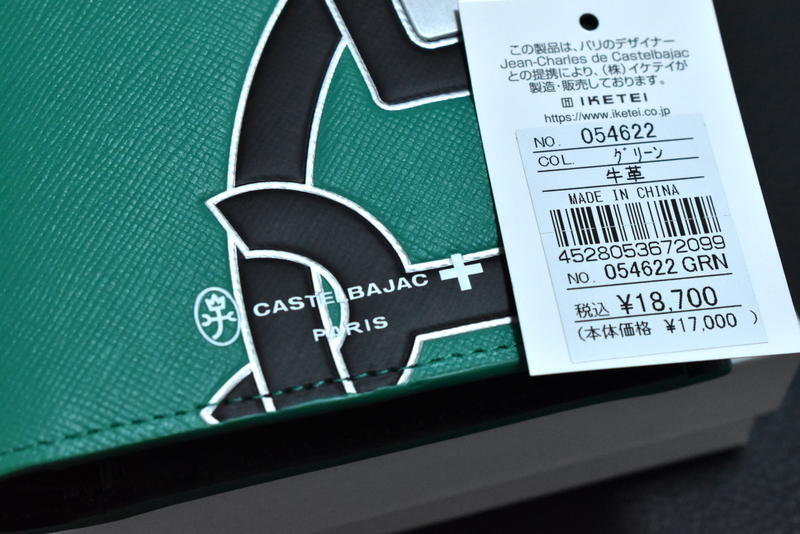 この製品は、パリのデザイナー
Jean-Charles de Castelbajac
との提携により、(株)イケテイが
製造・販売しております。
IKETEI
https://www.iketei.co.jp
NO. 054622
COL. グリーン
牛革
MADE IN CHINA
4528053672099
NO. 054622 GRN
税込 ¥18,700
(本体価格 ¥17,000 )
CASTELBAJAC
PARIS